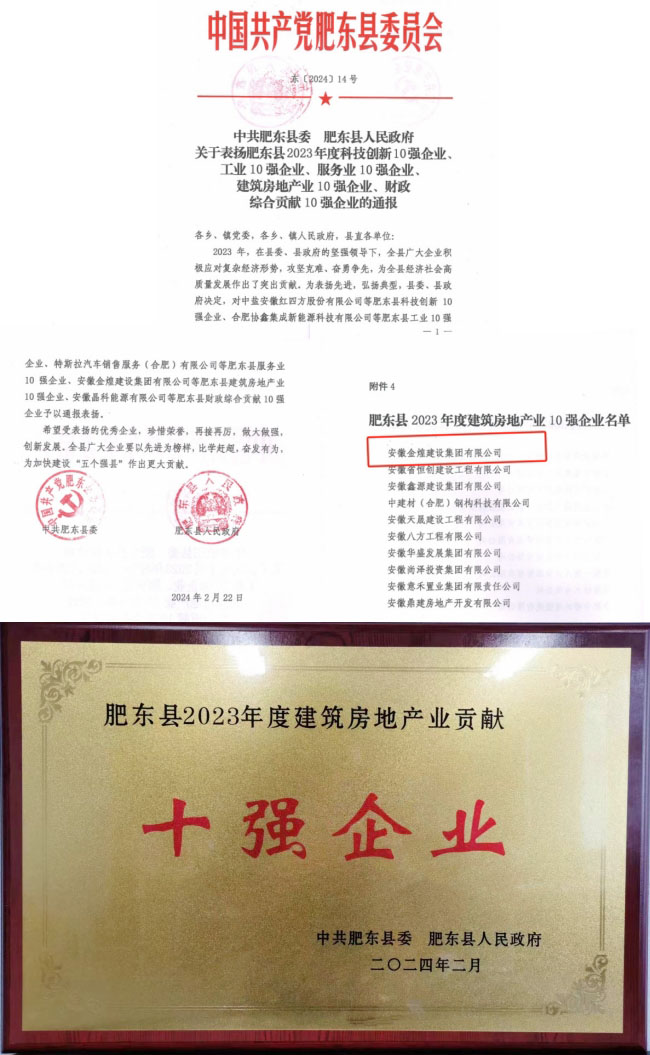 中国共产党肥东县委员会
东〔2024〕14号
中共肥东县委 肥东县人民政府
关于表扬肥东县2023年度科技创新10强企业、
工业10强企业、服务业10强企业、
建筑房地产业10强企业、财政
综合贡献10强企业的通报
各乡、镇党委,各乡、镇人民政府,县直各单位:
2023年,在县委、县政府的坚强领导下,全县广大企业积
极应对复杂经济形势,攻坚克难、奋勇争先,为全县经济社会高
质量发展作出了突出贡献。为表扬先进,弘扬典型,县委、县政
府决定,对中盐安徽红四方股份有限公司等肥东县科技创新10
强企业、合肥协鑫集成新能源科技有限公司等肥东县工业10强
— 1 —
企业、特斯拉汽车销售服务(合肥)有限公司等肥东县服务业
10强企业、安徽金煌建设集团有限公司等肥东县建筑房地产业
10强企业、安徽晶科能源有限公司等肥东县财政综合贡献10强
企业予以通报表扬。
希望受表扬的优秀企业,珍惜荣誉,再接再厉,做大做强,
创新发展。全县广大企业要以先进为榜样,比学赶超,奋发有为,
为加快建设“五个强县”作出更大贡献。
中共肥东县委 肥东县人民政府
2024年2月22日
附件4
肥东县2023年度建筑房地产业10强企业名单
安徽金煌建设集团有限公司
安徽省恒创建设工程有限公司
安徽鑫源建设集团有限公司
中建材(合肥)钢构科技有限公司
安徽天晟建设工程有限公司
安徽八方工程有限公司
安徽华盛发展集团有限公司
安徽尚泽投资集团有限公司
安徽意禾置业集团有限责任公司
安徽鼎建房地产开发有限公司
肥东县2023年度建筑房地产业贡献
十强企业
中共肥东县委 肥东县人民政府
二〇二四年二月